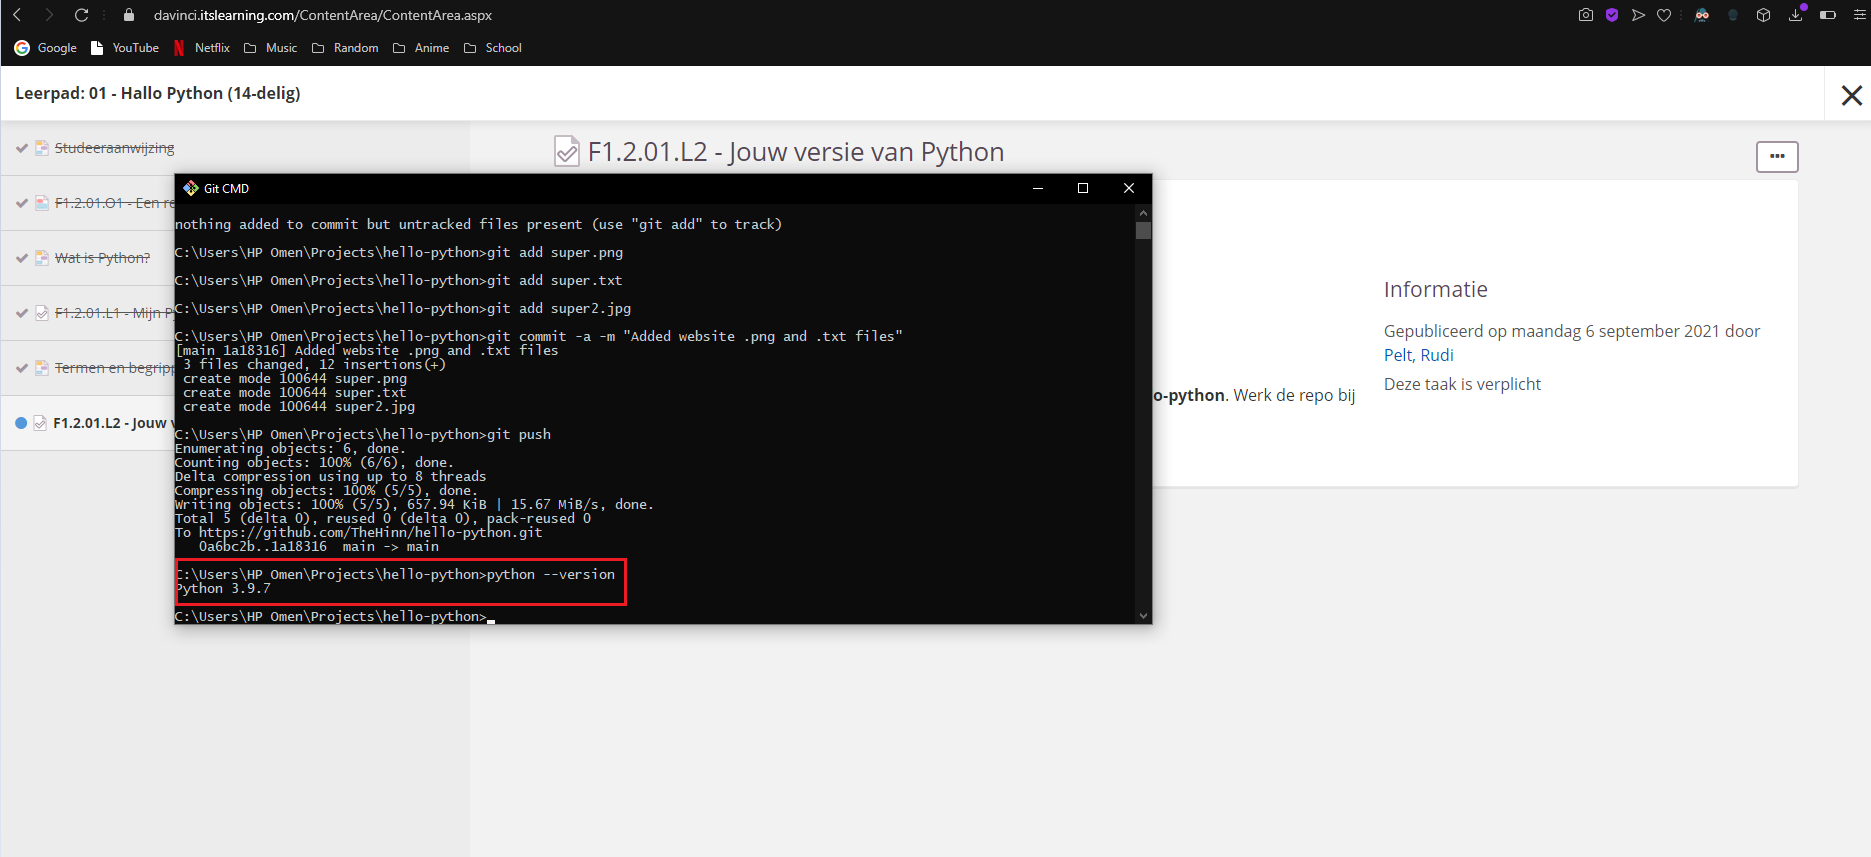 davinci.itslearning.com/ContentArea/ContentArea.aspx
Google YouTube Netflix Music Random Anime School
Leerpad: 01 - Hallo Python (14-delig)
Studeeraanwijzing
F1.2.01.O1 - Een re
Wat is Python?
F1.2.01.L1 - Mijn P
Termen en begripp
F1.2.01.L2 - Jouw v
F1.2.01.L2 - Jouw versie van Python
Git CMD
nothing added to commit but untracked files present (use "git add" to track)
C:\Users\HP Omen\Projects\hello-python>git add super.png
C:\Users\HP Omen\Projects\hello-python>git add super.txt
C:\Users\HP Omen\Projects\hello-python>git add super2.jpg
C:\Users\HP Omen\Projects\hello-python>git commit -a -m "Added website .png and .txt files"
[main 1a18316] Added website .png and .txt files
3 files changed, 12 insertions(+)
create mode 100644 super.png
create mode 100644 super.txt
create mode 100644 super2.jpg
C:\Users\HP Omen\Projects\hello-python>git push
Enumerating objects: 6, done.
Counting objects: 100% (6/6), done.
Delta compression using up to 8 threads
Compressing objects: 100% (5/5), done.
Writing objects: 100% (5/5), 657.94 KiB | 15.67 MiB/s, done.
Total 5 (delta 0), reused 0 (delta 0), pack-reused 0
To https://github.com/TheHinn/hello-python.git
0a6bc2b..1a18316 main -> main
C:\Users\HP Omen\Projects\hello-python>python --version
Python 3.9.7
C:\Users\HP Omen\Projects\hello-python>
o-python. Werk de repo bij
Informatie
Gepubliceerd op maandag 6 september 2021 door
Pelt, Rudi
Deze taak is verplicht